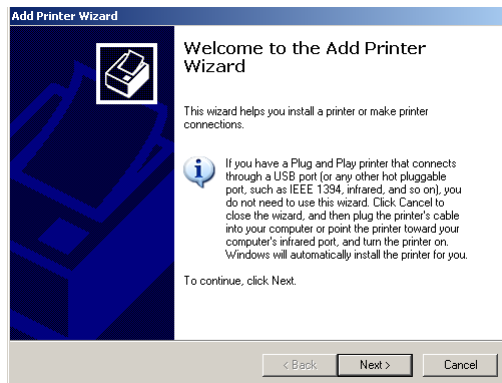 Add Printer Wizard
Welcome to the Add Printer
Wizard
This wizard helps you install a printer or make printer
connections.
If you have a Plug and Play printer that connects
through a USB port (or any other hot pluggable
port, such as IEEE 1394, infrared, and so on), you
do not need to use this wizard. Click Cancel to
close the wizard, and then plug the printer's cable
into your computer or point the printer toward your
computer's infrared port, and turn the printer on.
Windows will automatically install the printer for you.
To continue, click Next.
< Back Next > Cancel